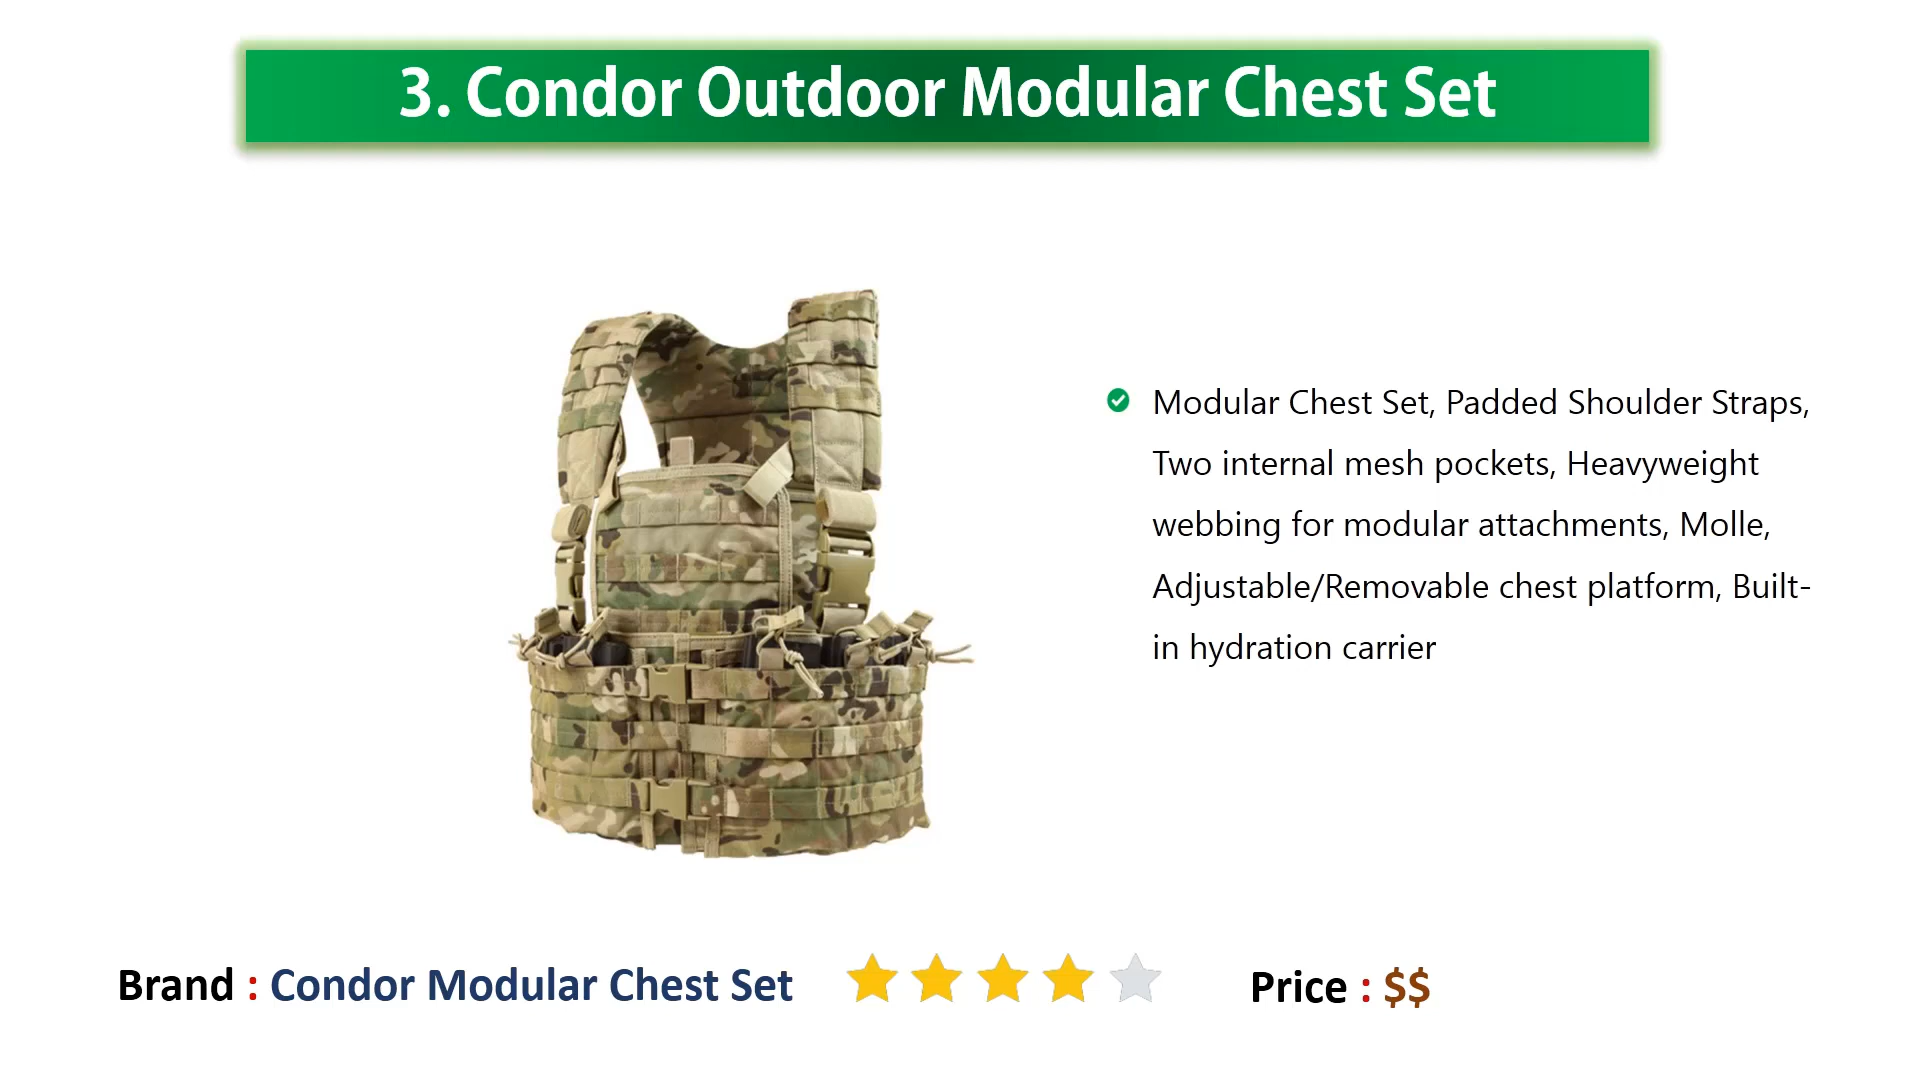 3. Condor Outdoor Modular Chest Set
Modular Chest Set, Padded Shoulder Straps,
Two internal mesh pockets, Heavyweight
webbing for modular attachments, Molle,
Adjustable/Removable chest platform, Built-
in hydration carrier
Brand : Condor Modular Chest Set
Price : $$